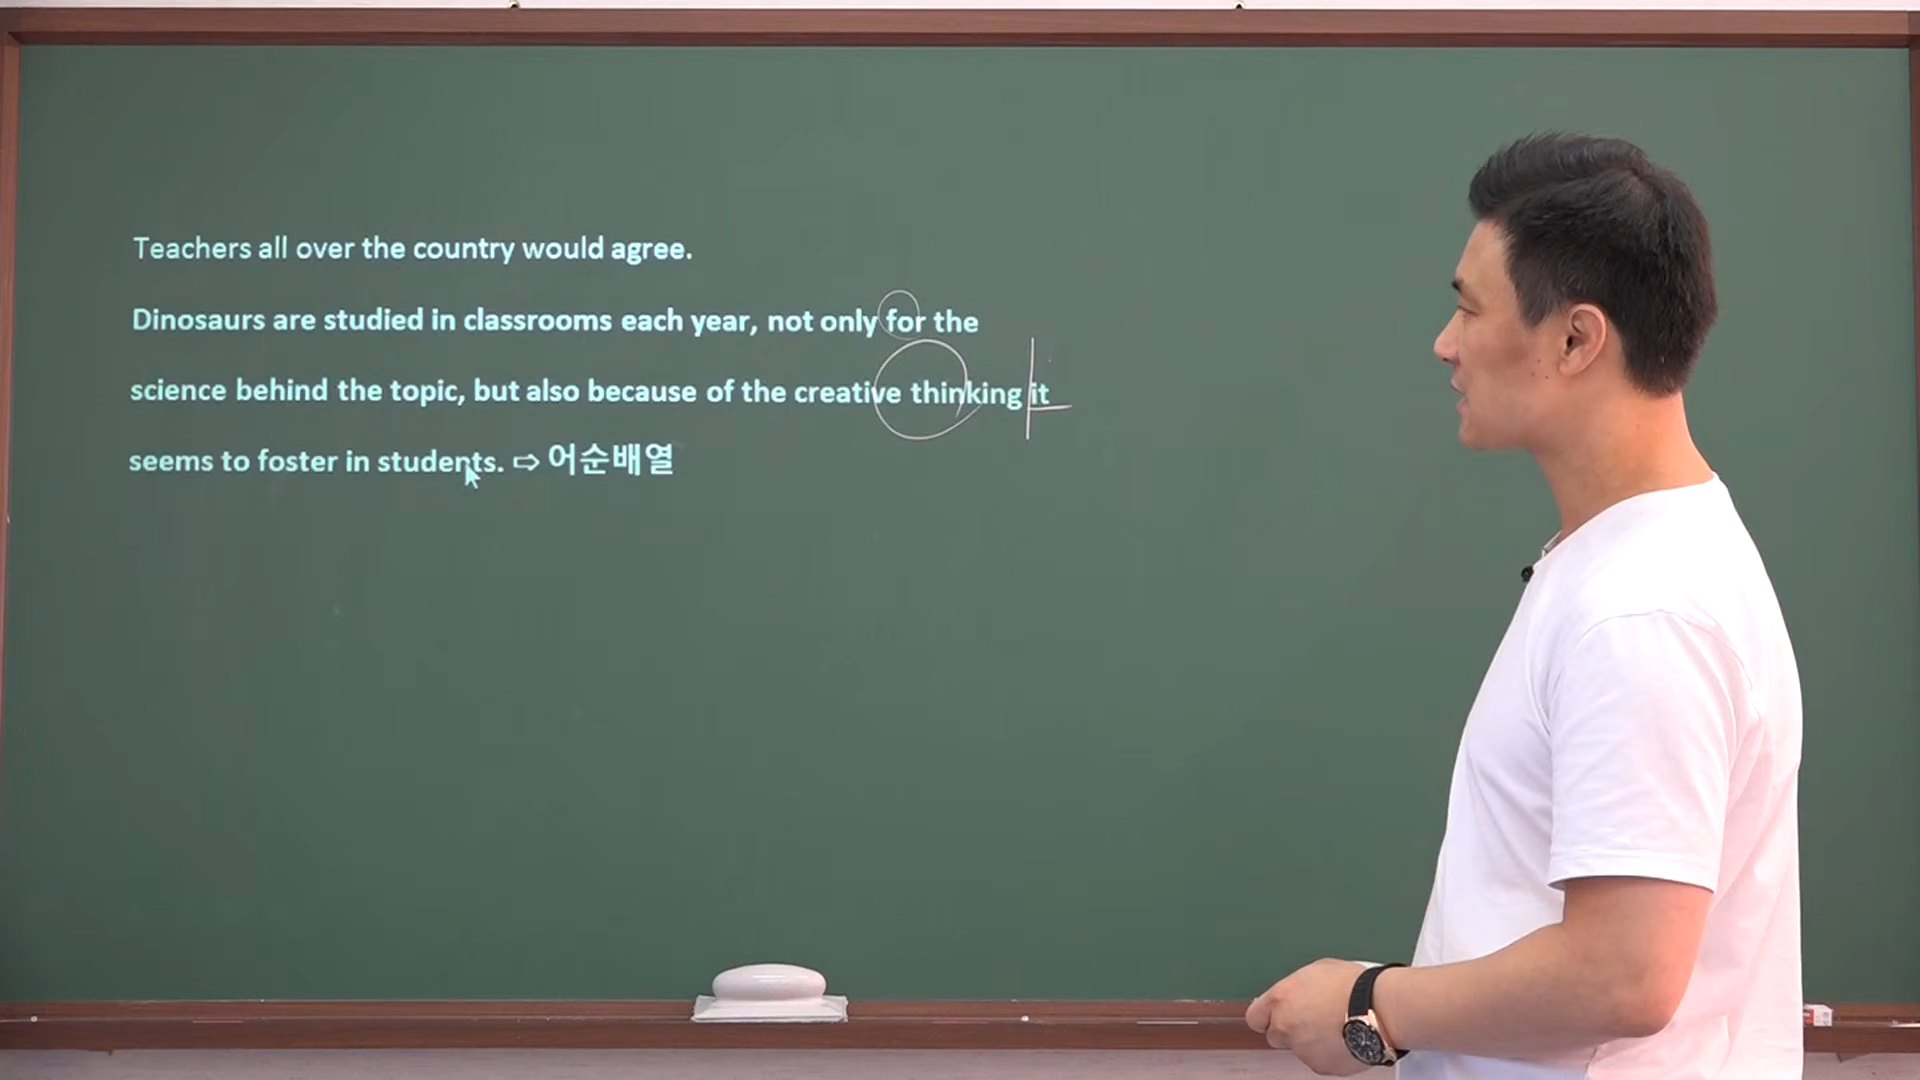 Teachers all over the country would agree.
Dinosaurs are studied in classrooms each year, not only for the
science behind the topic, but also because of the creative thinking it
seems to foster in students. ⇨ 어순배열